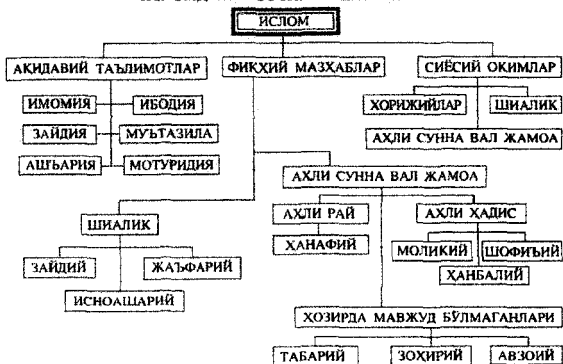 ИСЛОМ
АҚИДАВИЙ ТАЪЛИМОТЛАР
ФИҚҲИЙ МАЗҲАБЛАР
СИЁСИЙ ОҚИМЛАР
ИМОМИЯ
ИБОДИЯ
ХОРИЖИЙЛАР
ШИАЛИК
ЗАЙДИЯ
МУЪТАЗИЛА
АҲЛИ СУННА ВАЛ ЖАМОА
АШЪАРИЯ
МОТУРИДИЯ
АҲЛИ СУННА ВАЛ ЖАМОА
ШИАЛИК
АҲЛИ РАЙ
АҲЛИ ҲАДИС
ҲАНАФИЙ
МОЛИКИЙ
ШОФИЪИЙ
ЗАЙДИЙ
ЖАЪФАРИЙ
ҲАНБАЛИЙ
ИСНОАШАРИЙ
ҲОЗИРДА МАВЖУД БЎЛМАГАНЛАРИ
ТАБАРИЙ
ЗОҲИРИЙ
АВЗОИЙ